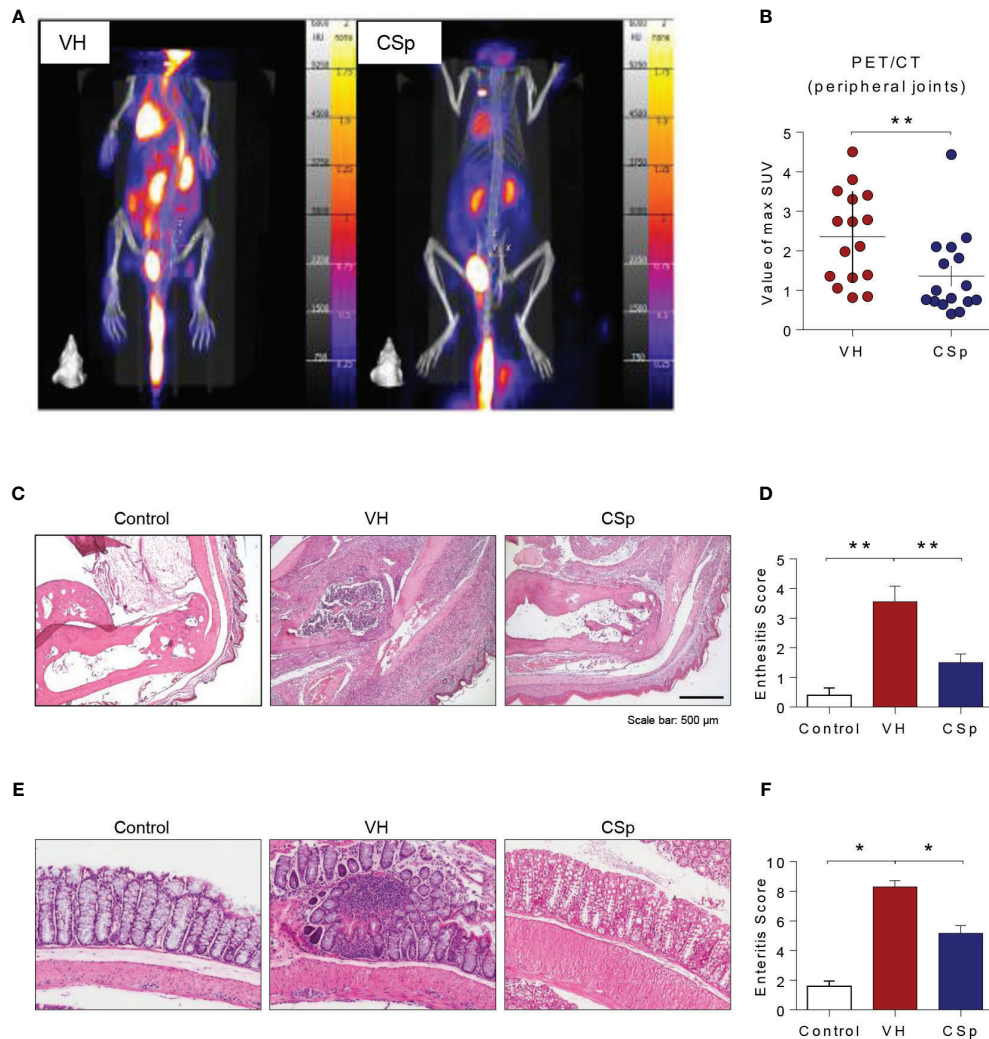 A
VH
CSp
B
PET/CT
(peripheral joints)
**
Value of max SUV
5
4
3
2
1
0
VH
CSp
C
Control
VH
CSp
Scale bar: 500 µm
D
**
**
Enthesitis Score
5
4
3
2
1
0
Control
VH
CSp
E
Control
VH
CSp
F
*
*
Enteritis Score
10
8
6
4
2
0
Control
VH
CSp